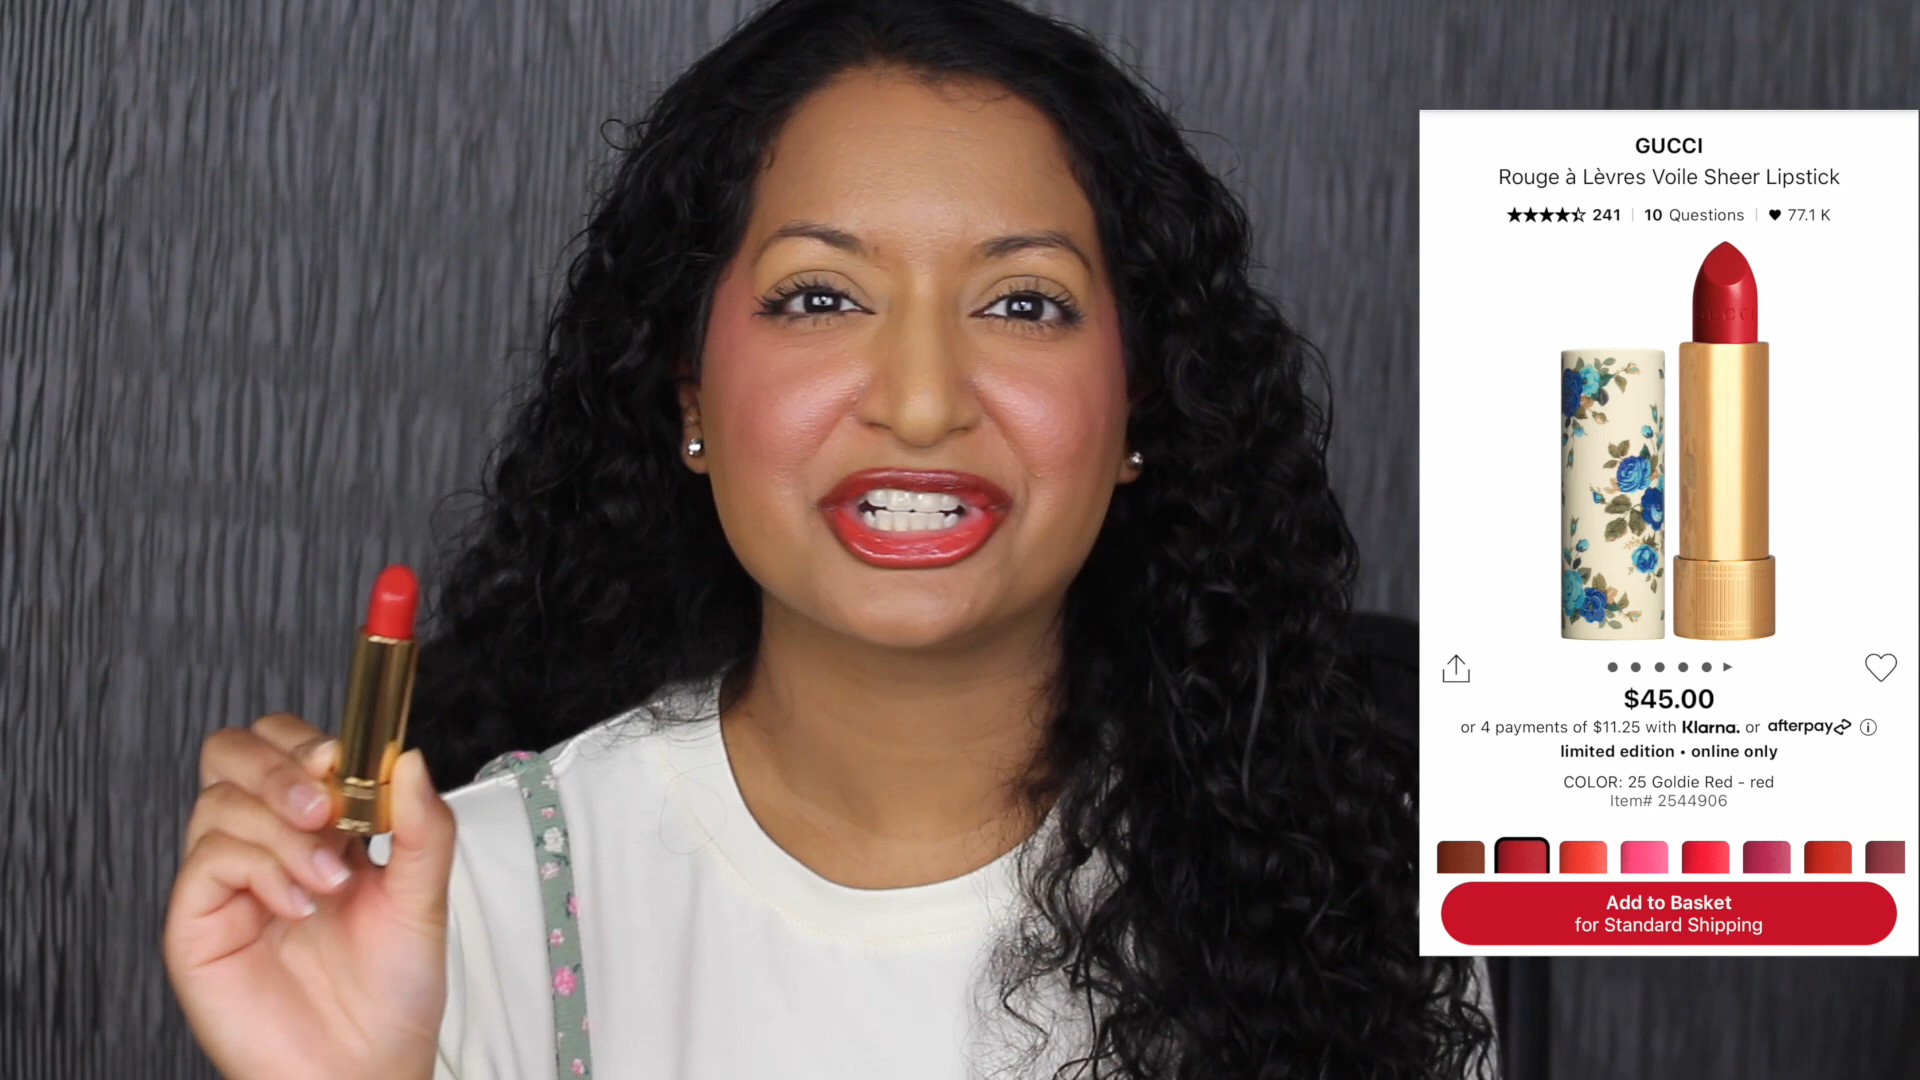 GUCCI
Rouge à Lèvres Voile Sheer Lipstick
241 | 10 Questions | 77.1 K
GUCCI
$45.00
or 4 payments of $11.25 with Klarna. or afterpay
limited edition • online only
COLOR: 25 Goldie Red - red
Item# 2544906
Add to Basket
for Standard Shipping